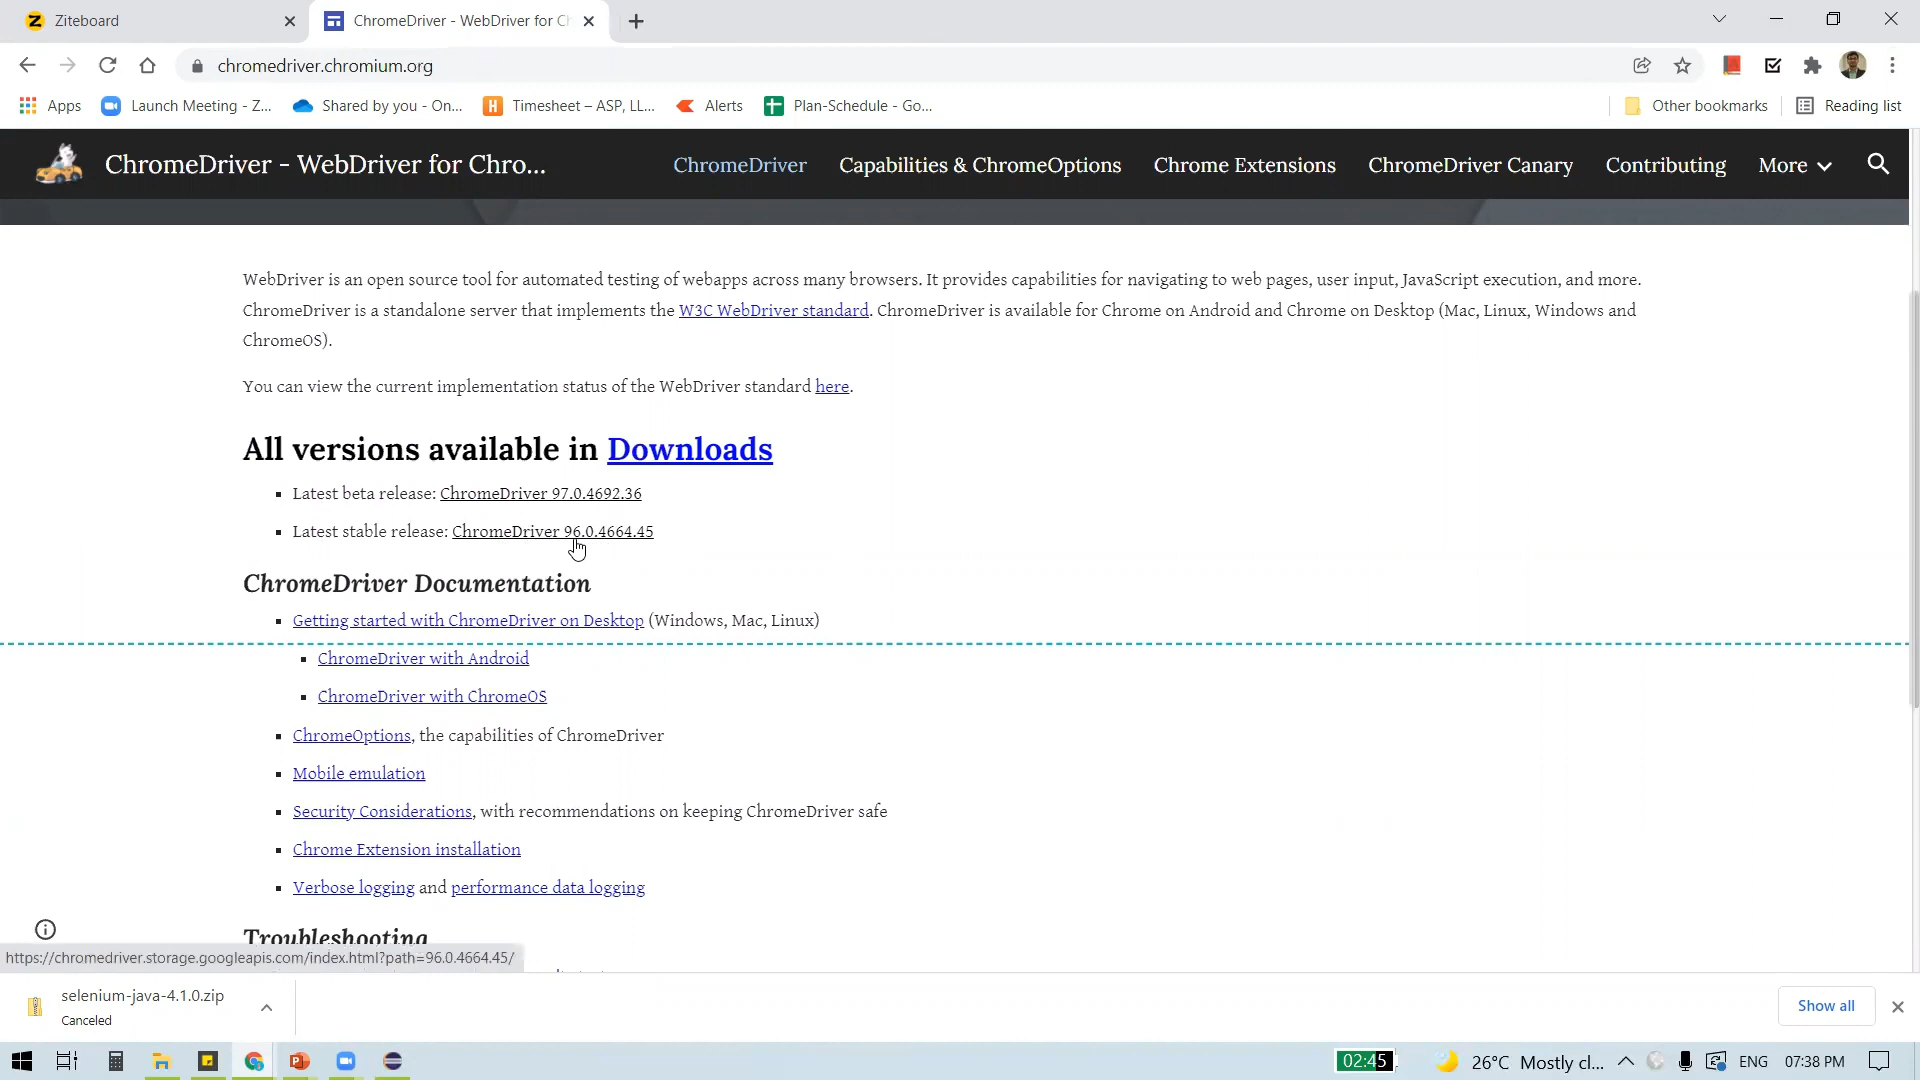 Ziteboard
ChromeDriver - WebDriver for Ch
chromedriver.chromium.org
Apps Launch Meeting - Z... Shared by you - On... Timesheet – ASP, LL... Alerts Plan-Schedule - Go... Other bookmarks Reading list
ChromeDriver - WebDriver for Chro... ChromeDriver Capabilities & ChromeOptions Chrome Extensions ChromeDriver Canary Contributing More
WebDriver is an open source tool for automated testing of webapps across many browsers. It provides capabilities for navigating to web pages, user input, JavaScript execution, and more.
ChromeDriver is a standalone server that implements the W3C WebDriver standard. ChromeDriver is available for Chrome on Android and Chrome on Desktop (Mac, Linux, Windows and
ChromeOS).
You can view the current implementation status of the WebDriver standard here.
All versions available in Downloads
Latest beta release: ChromeDriver 97.0.4692.36
Latest stable release: ChromeDriver 96.0.4664.45
ChromeDriver Documentation
Getting started with ChromeDriver on Desktop (Windows, Mac, Linux)
ChromeDriver with Android
ChromeDriver with ChromeOS
ChromeOptions, the capabilities of ChromeDriver
Mobile emulation
Security Considerations, with recommendations on keeping ChromeDriver safe
Chrome Extension installation
Verbose logging and performance data logging
Troubleshooting
https://chromedriver.storage.googleapis.com/index.html?path=96.0.4664.45/
selenium-java-4.1.0.zip
Canceled
Show all
02:45 26°C Mostly cl... ENG 07:38 PM